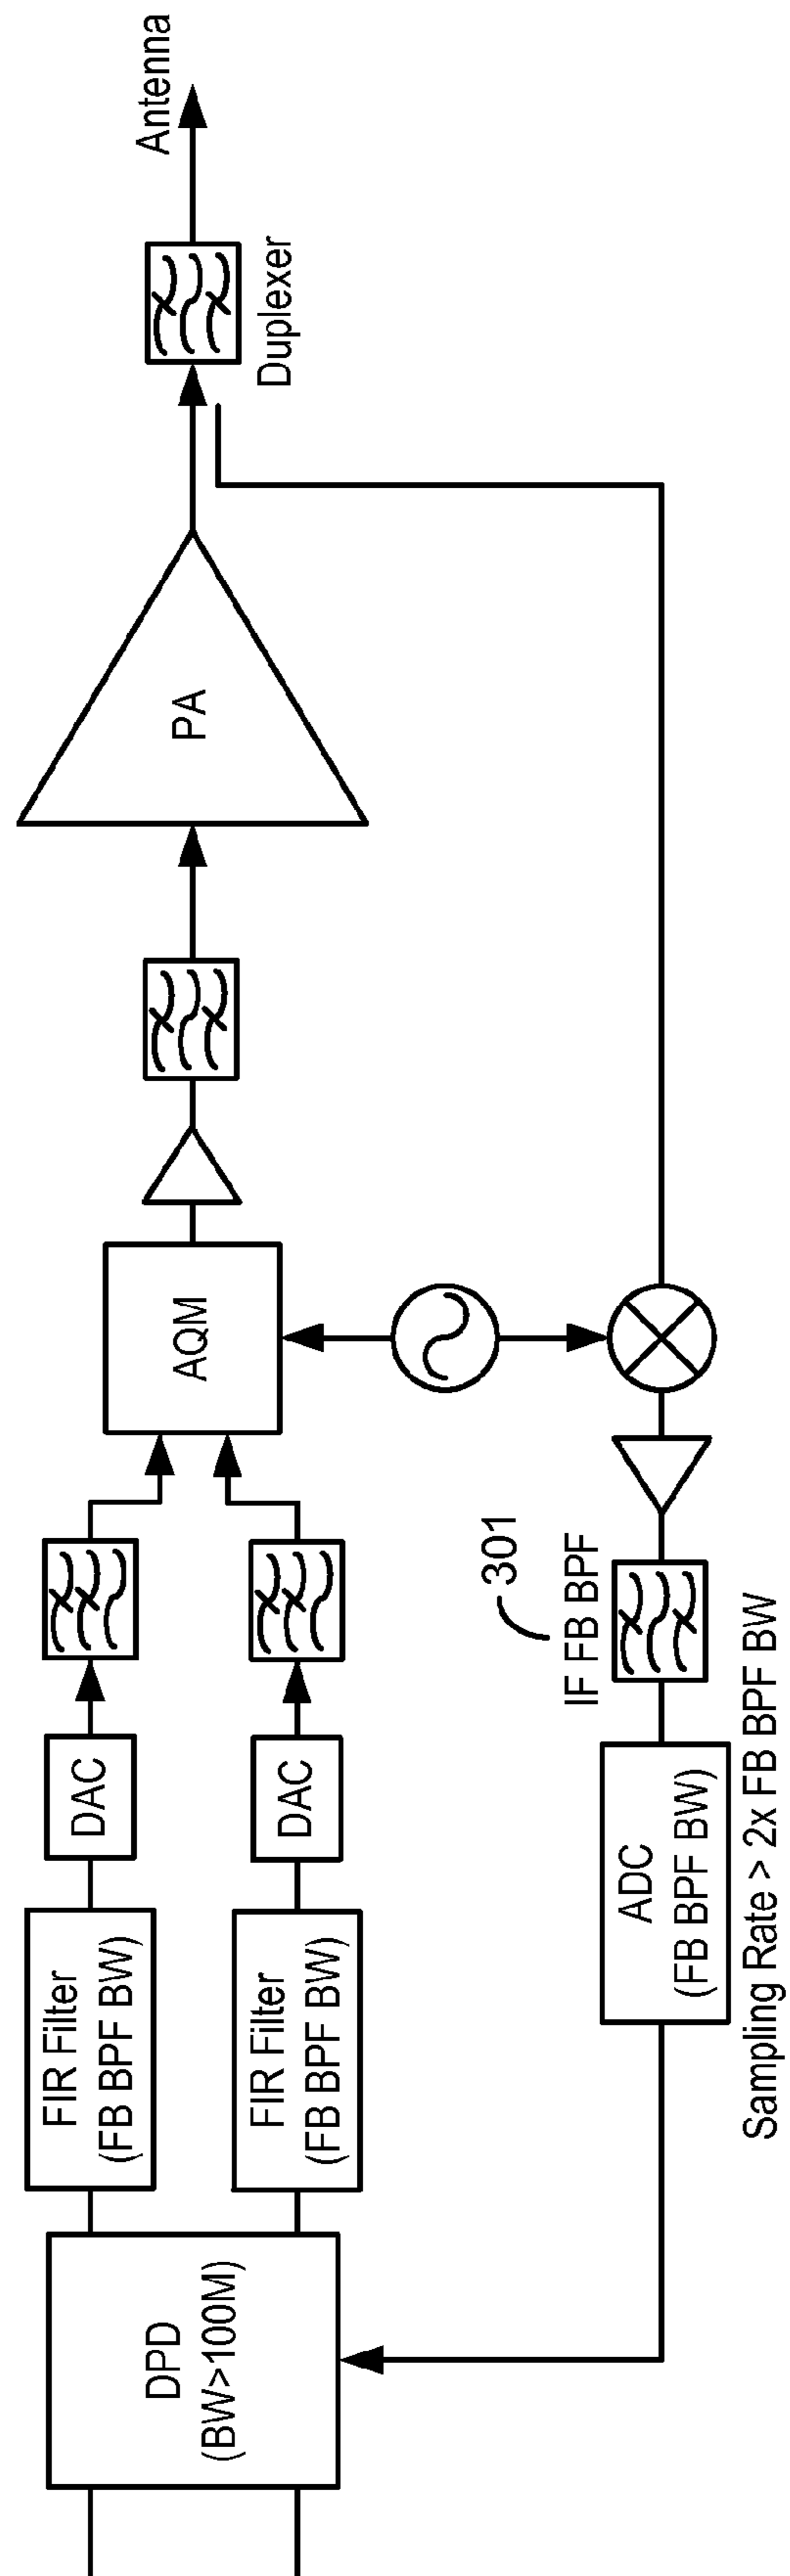 DPD
(BW>100M)
FIR Filter
(FB BPF BW)
FIR Filter
(FB BPF BW)
DAC
DAC
AQM
PA
Duplexer
Antenna
301
IF FB BPF
ADC
(FB BPF BW)
Sampling Rate > 2x FB BPF BW